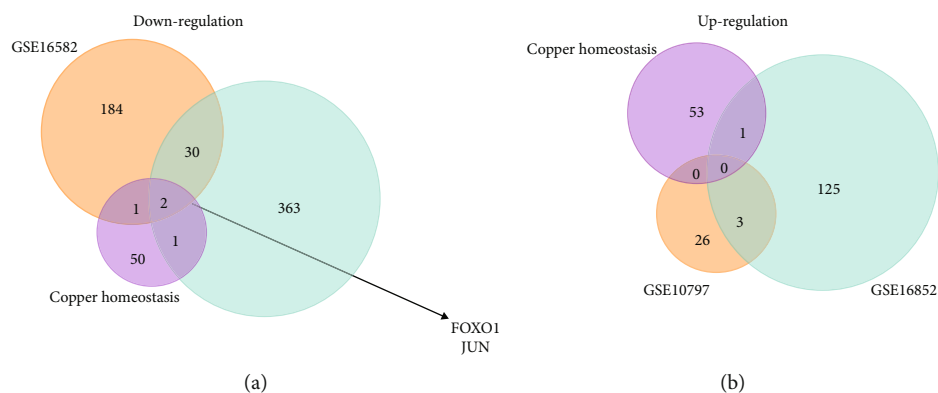 Down-regulation
GSE16582
184
30
363
1
2
1
50
Copper homeostasis
FOXO1
JUN
(a)
Up-regulation
Copper homeostasis
53
1
0
0
125
3
26
GSE10797
GSE16852
(b)